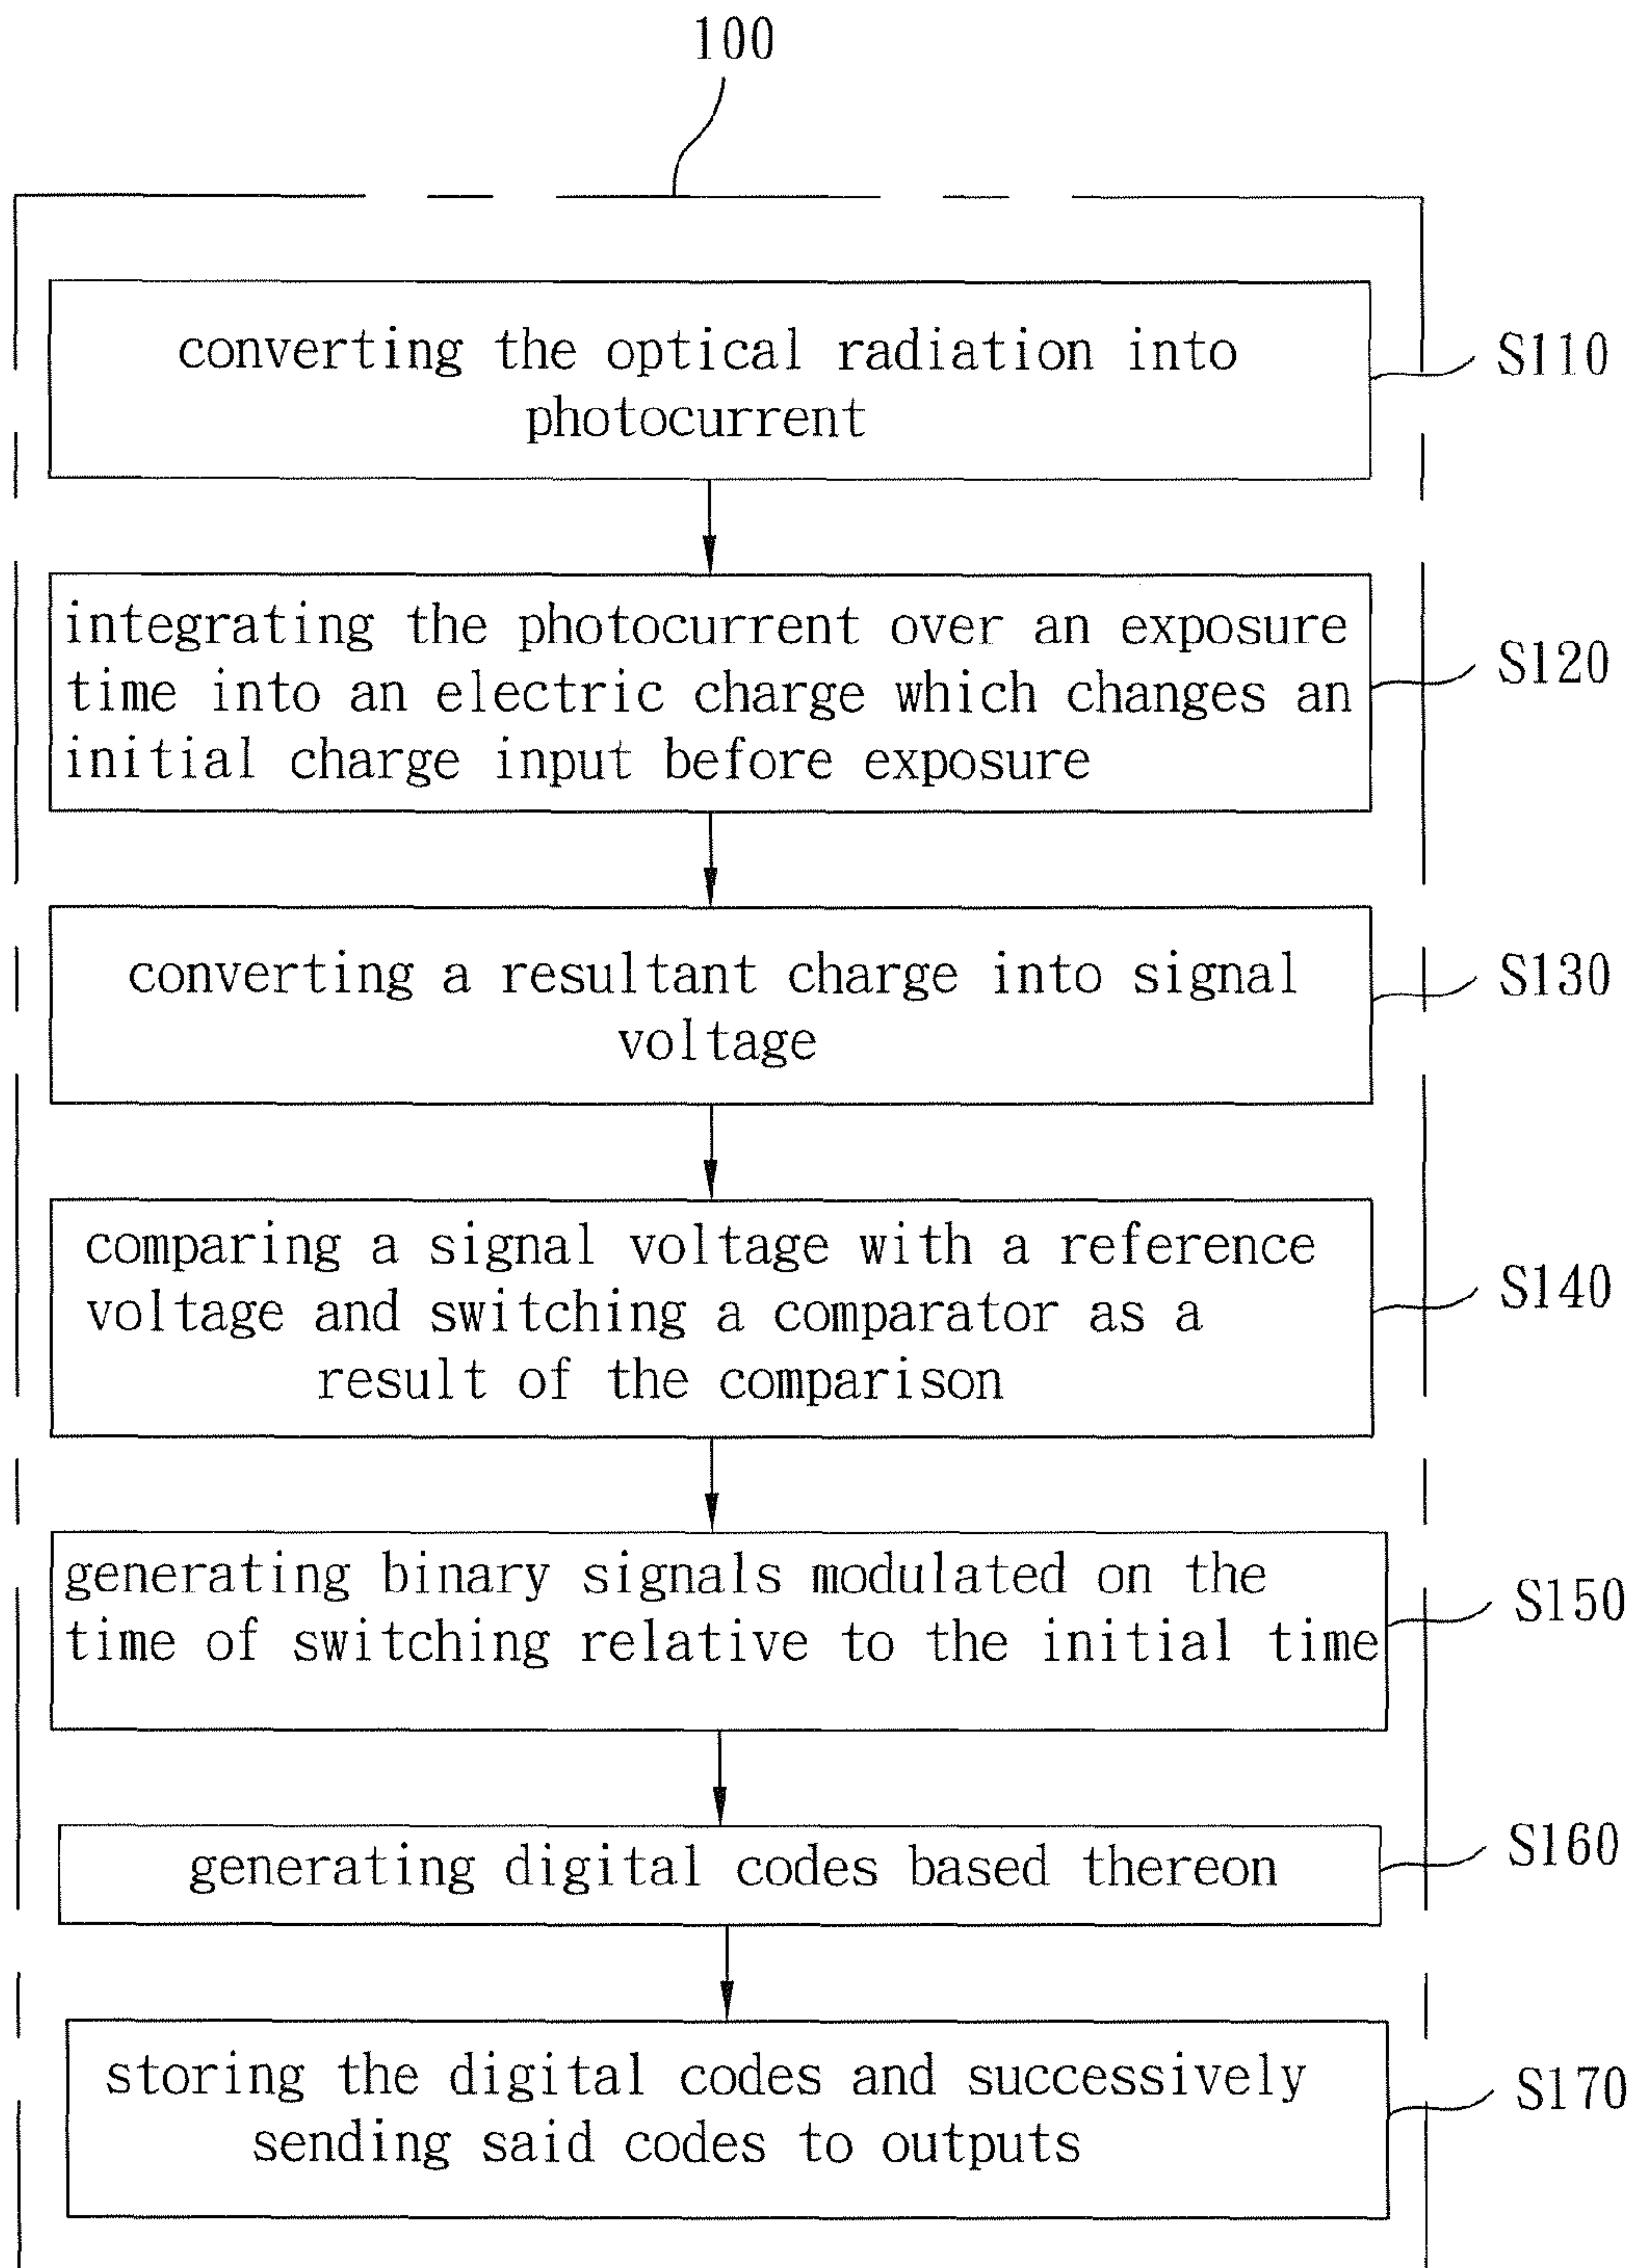 100
converting the optical radiation into
photocurrent
S110
integrating the photocurrent over an exposure
time into an electric charge which changes an
initial charge input before exposure
S120
converting a resultant charge into signal
voltage
S130
comparing a signal voltage with a reference
voltage and switching a comparator as a
result of the comparison
S140
generating binary signals modulated on the
time of switching relative to the initial time
S150
generating digital codes based thereon
S160
storing the digital codes and successively
sending said codes to outputs
S170